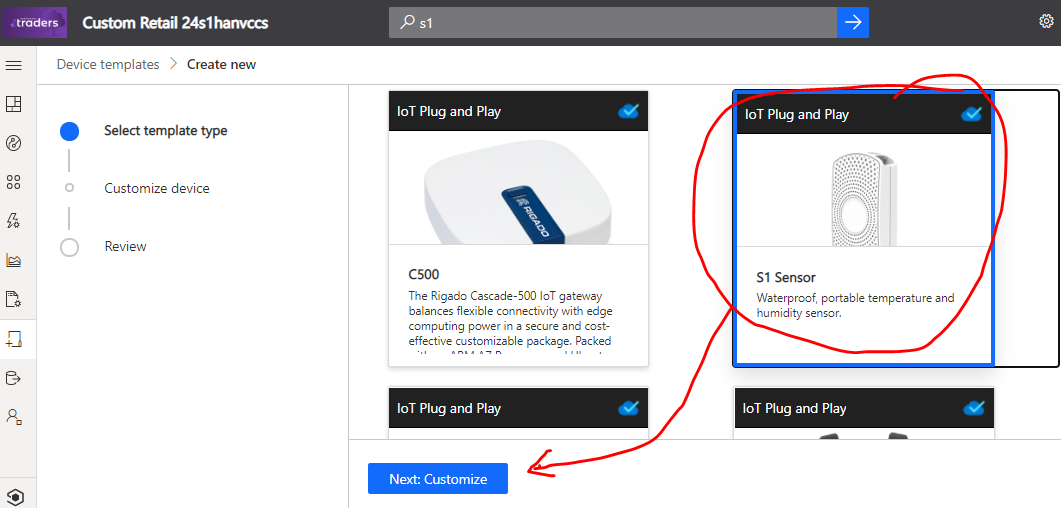 traders
Custom Retail 24s1hanvccs
s1
Device templates > Create new
Select template type
Customize device
Review
IoT Plug and Play
RIGADO
C500
The Rigado Cascade-500 IoT gateway
balances flexible connectivity with edge
computing power in a secure and cost-
effective customizable package. Packed
IoT Plug and Play
S1 Sensor
Waterproof, portable temperature and
humidity sensor.
IoT Plug and Play
IoT Plug and Play
Next: Customize